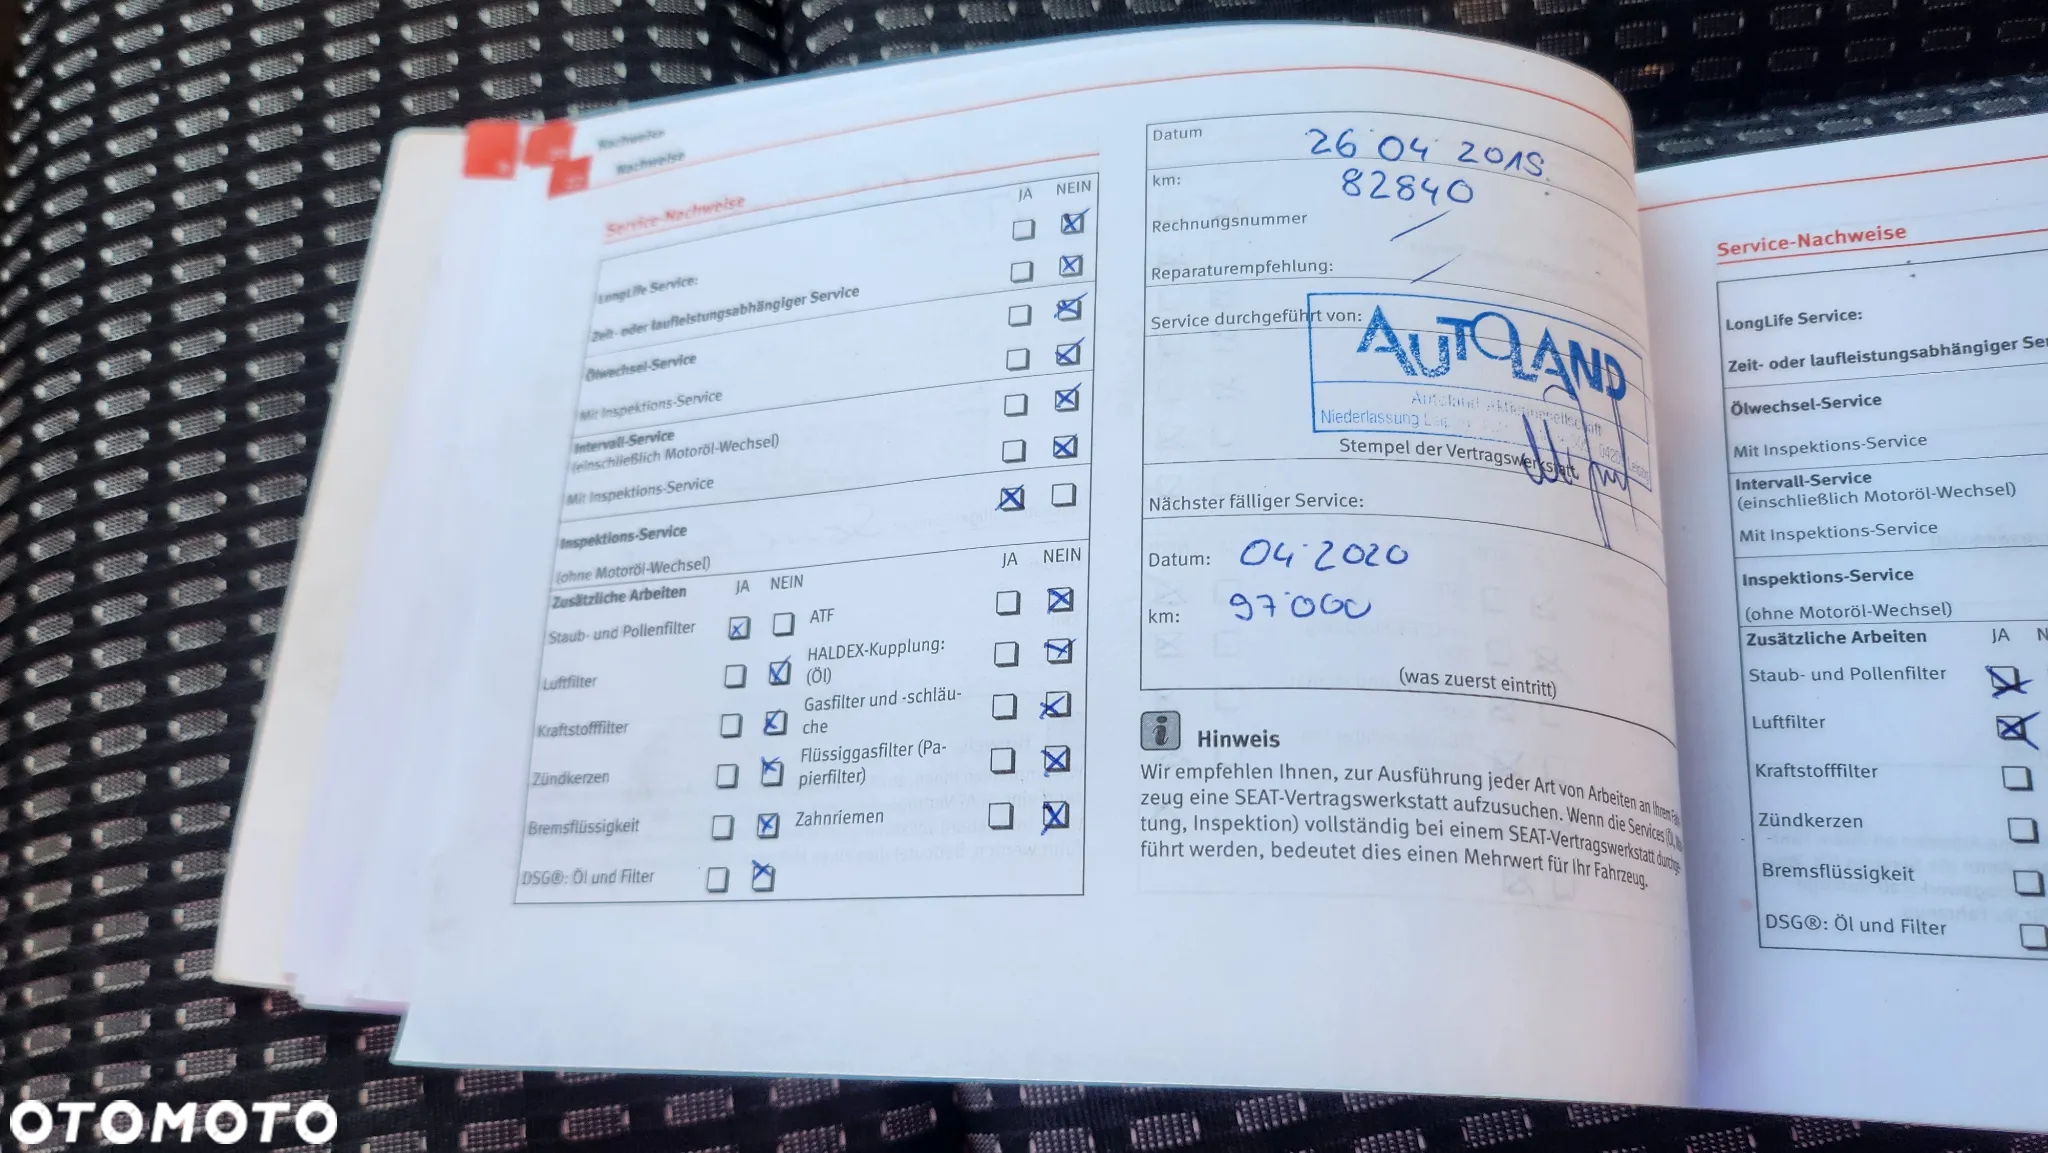 Nachweise
Nachweise
Service-Nachweise
JA NEIN
LongLife Service:
Zeit- oder laufleistungsabhängiger Service
Ölwechsel-Service
Mit Inspektions-Service
Intervall-Service
(einschließlich Motoröl-Wechsel)
Mit Inspektions-Service
Inspektions-Service
(ohne Motoröl-Wechsel)
JA NEIN
Zusätzliche Arbeiten JA NEIN
Staub- und Pollenfilter
ATF
Luftfilter
HALDEX-Kupplung:
(Öl)
Kraftstofffilter
Gasfilter und -schläu-
che
Zündkerzen
Flüssiggasfilter (Pa-
pierfilter)
Bremsflüssigkeit
Zahnriemen
DSG®: Öl und Filter
Datum 26 04 2019
km: 82840
Rechnungsnummer
Reparaturempfehlung:
Service durchgeführt von:
AUTOLAND
Autoland Aktiengesellschaft
Niederlassung
Stempel der Vertragswerkstatt
Nächster fälliger Service:
Datum: 04 2020
km: 97 000
(was zuerst eintritt)
Hinweis
Wir empfehlen Ihnen, zur Ausführung jeder Art von Arbeiten an Ihrem
zeug eine SEAT-Vertragswerkstatt aufzusuchen. Wenn die Services
tung, Inspektion) vollständig bei einem SEAT-Vertragswerkstatt
führt werden, bedeutet dies einen Mehrwert für Ihr Fahrzeug.
Service-Nachweise
LongLife Service:
Zeit- oder laufleistungsabhängiger
Ölwechsel-Service
Mit Inspektions-Service
Intervall-Service
(einschließlich Motoröl-Wechsel)
Mit Inspektions-Service
Inspektions-Service
(ohne Motoröl-Wechsel)
Zusätzliche Arbeiten JA
Staub- und Pollenfilter
Luftfilter
Kraftstofffilter
Zündkerzen
Bremsflüssigkeit
DSG®: Öl und Filter
OTOMOTO